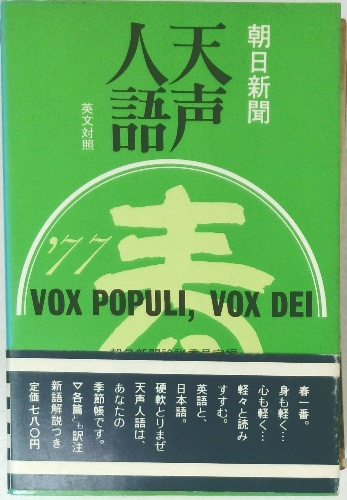 朝日新聞
天声
人語
英文対照
'77
春
VOX POPULI, VOX DEI
春一番。
身も軽く…
心も軽く…
軽々と読み
すすむ。
英語と、
日本語。
硬軟とりまぜ
天声人語は、
あなたの
季節帳です。
▽各篇に訳注
新語解説つき
定価七八〇円